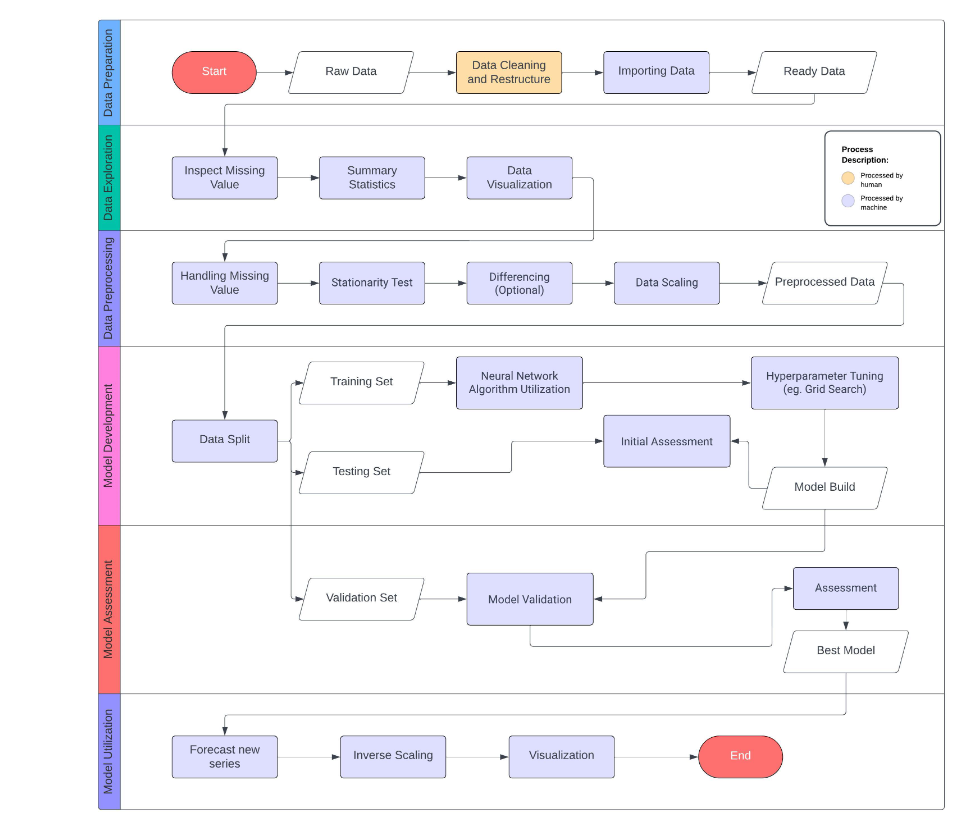 Data Preparation
Start
Raw Data
Data Cleaning
and Restructure
Importing Data
Ready Data
Data Exploration
Inspect Missing
Value
Summary
Statistics
Data
Visualization
Process
Description:
Processed by
human
Processed by
machine
Data Preprocessing
Handling Missing
Value
Stationarity Test
Differencing
(Optional)
Data Scaling
Preprocessed Data
Model Development
Data Split
Training Set
Neural Network
Algorithm Utilization
Hyperparameter Tuning
(eg. Grid Search)
Testing Set
Initial Assessment
Model Build
Model Assessment
Validation Set
Model Validation
Assessment
Best Model
Model Utilization
Forecast new
series
Inverse Scaling
Visualization
End